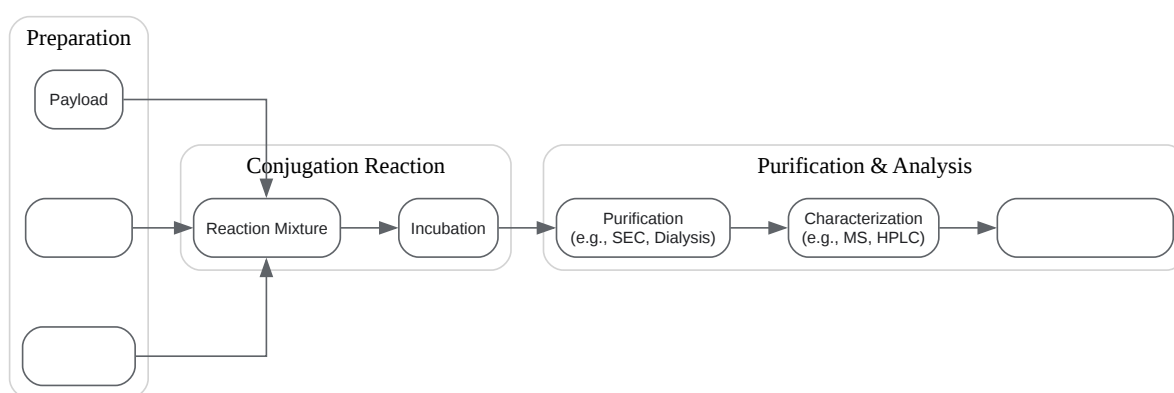 Preparation
Payload
Conjugation Reaction
Reaction Mixture
Incubation
Purification & Analysis
Purification
(e.g., SEC, Dialysis)
Characterization
(e.g., MS, HPLC)